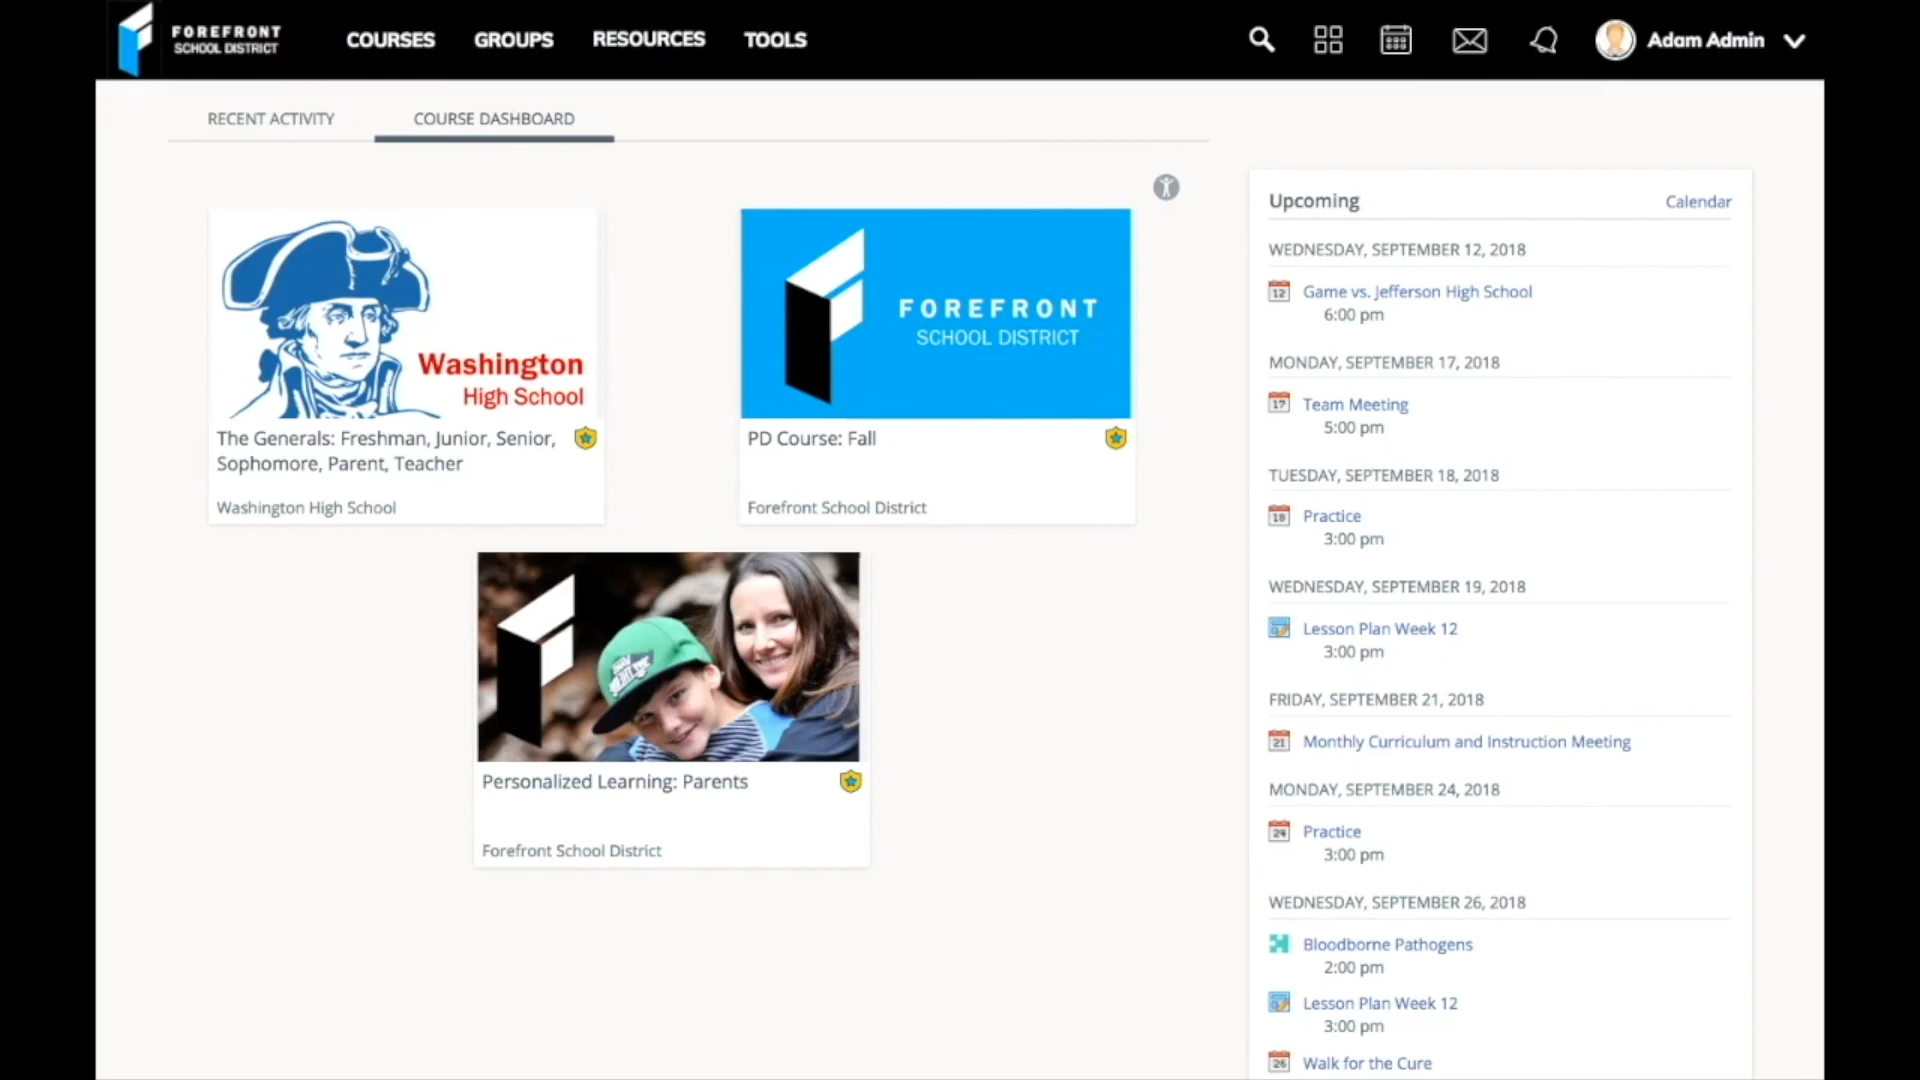 FOREFRONT
SCHOOL DISTRICT
COURSES
GROUPS
RESOURCES
TOOLS
Adam Admin
RECENT ACTIVITY
COURSE DASHBOARD
Washington
High School
The Generals: Freshman, Junior, Senior,
Sophomore, Parent, Teacher
Washington High School
FOREFRONT
SCHOOL DISTRICT
PD Course: Fall
Forefront School District
Personalized Learning: Parents
Forefront School District
Upcoming
Calendar
WEDNESDAY, SEPTEMBER 12, 2018
12
Game vs. Jefferson High School
6:00 pm
MONDAY, SEPTEMBER 17, 2018
17
Team Meeting
5:00 pm
TUESDAY, SEPTEMBER 18, 2018
18
Practice
3:00 pm
WEDNESDAY, SEPTEMBER 19, 2018
Lesson Plan Week 12
3:00 pm
FRIDAY, SEPTEMBER 21, 2018
21
Monthly Curriculum and Instruction Meeting
MONDAY, SEPTEMBER 24, 2018
24
Practice
3:00 pm
WEDNESDAY, SEPTEMBER 26, 2018
Bloodborne Pathogens
2:00 pm
Lesson Plan Week 12
3:00 pm
26
Walk for the Cure